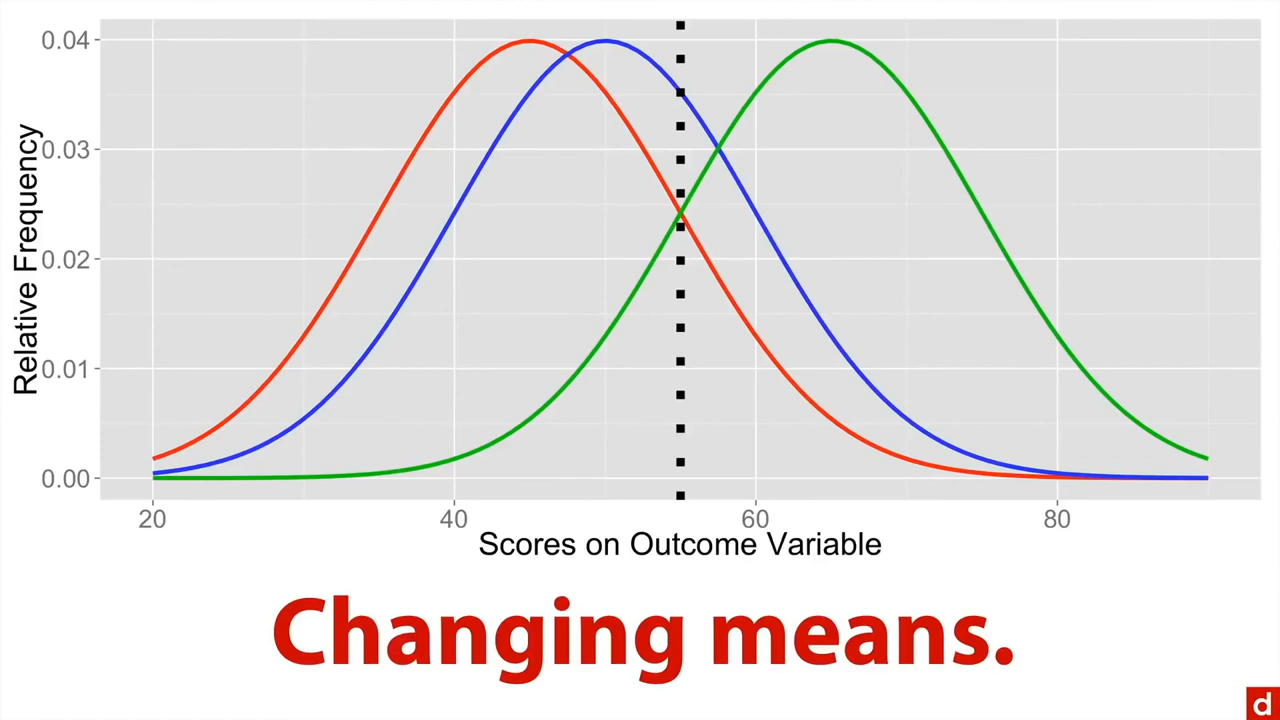 0.04
0.03
0.02
0.01
0.00
Relative Frequency
20 40 60 80
Scores on Outcome Variable
Changing means.
d